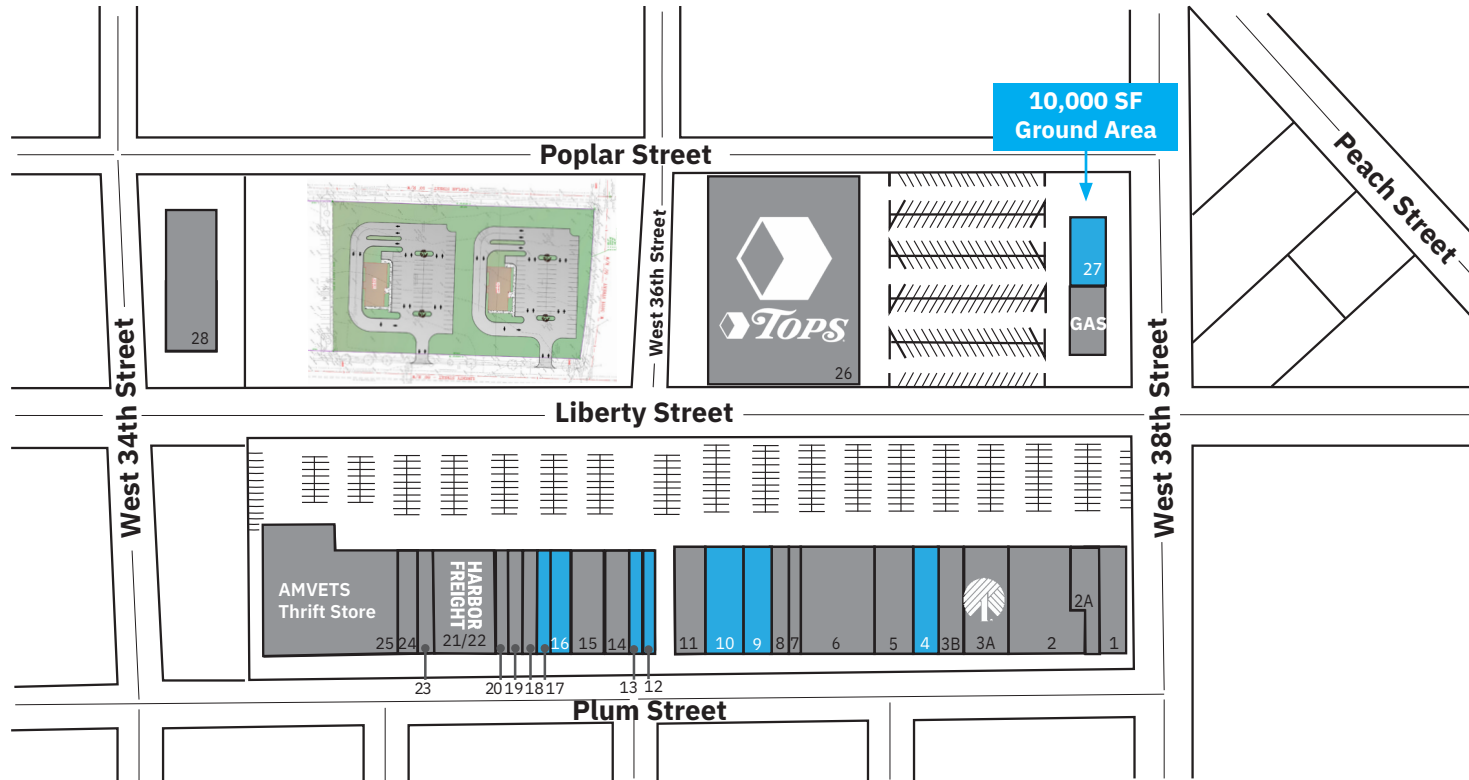 10,000 SF
Ground Area
Poplar Street
Peach Street
West 34th Street
West 36th Street
West 38th Street
28
TOPS
26
27
GAS
Liberty Street
AMVETS
Thrift Store
HARBOR
FREIGHT
25
24
21/22
16
15
14
11
10
9
8
7
6
5
4
3B
3A
2
2A
1
23
20
19
18
17
13
12
Plum Street